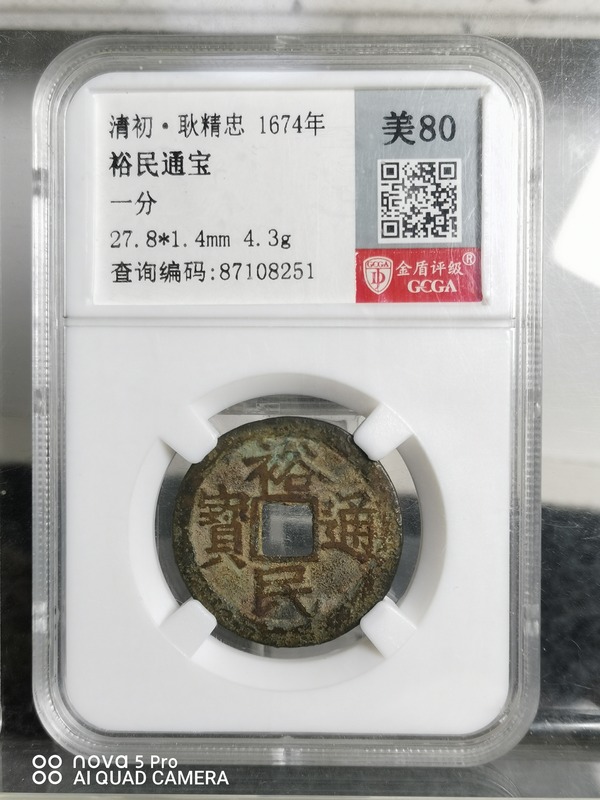 清初·耿精忠 1674年
裕民通宝
一分
27.8*1.4mm 4.3g
查询编码:87108251
美80
GCGA
金盾评级®
GCGA
裕民通寶
nova 5 Pro
AI QUAD CAMERA